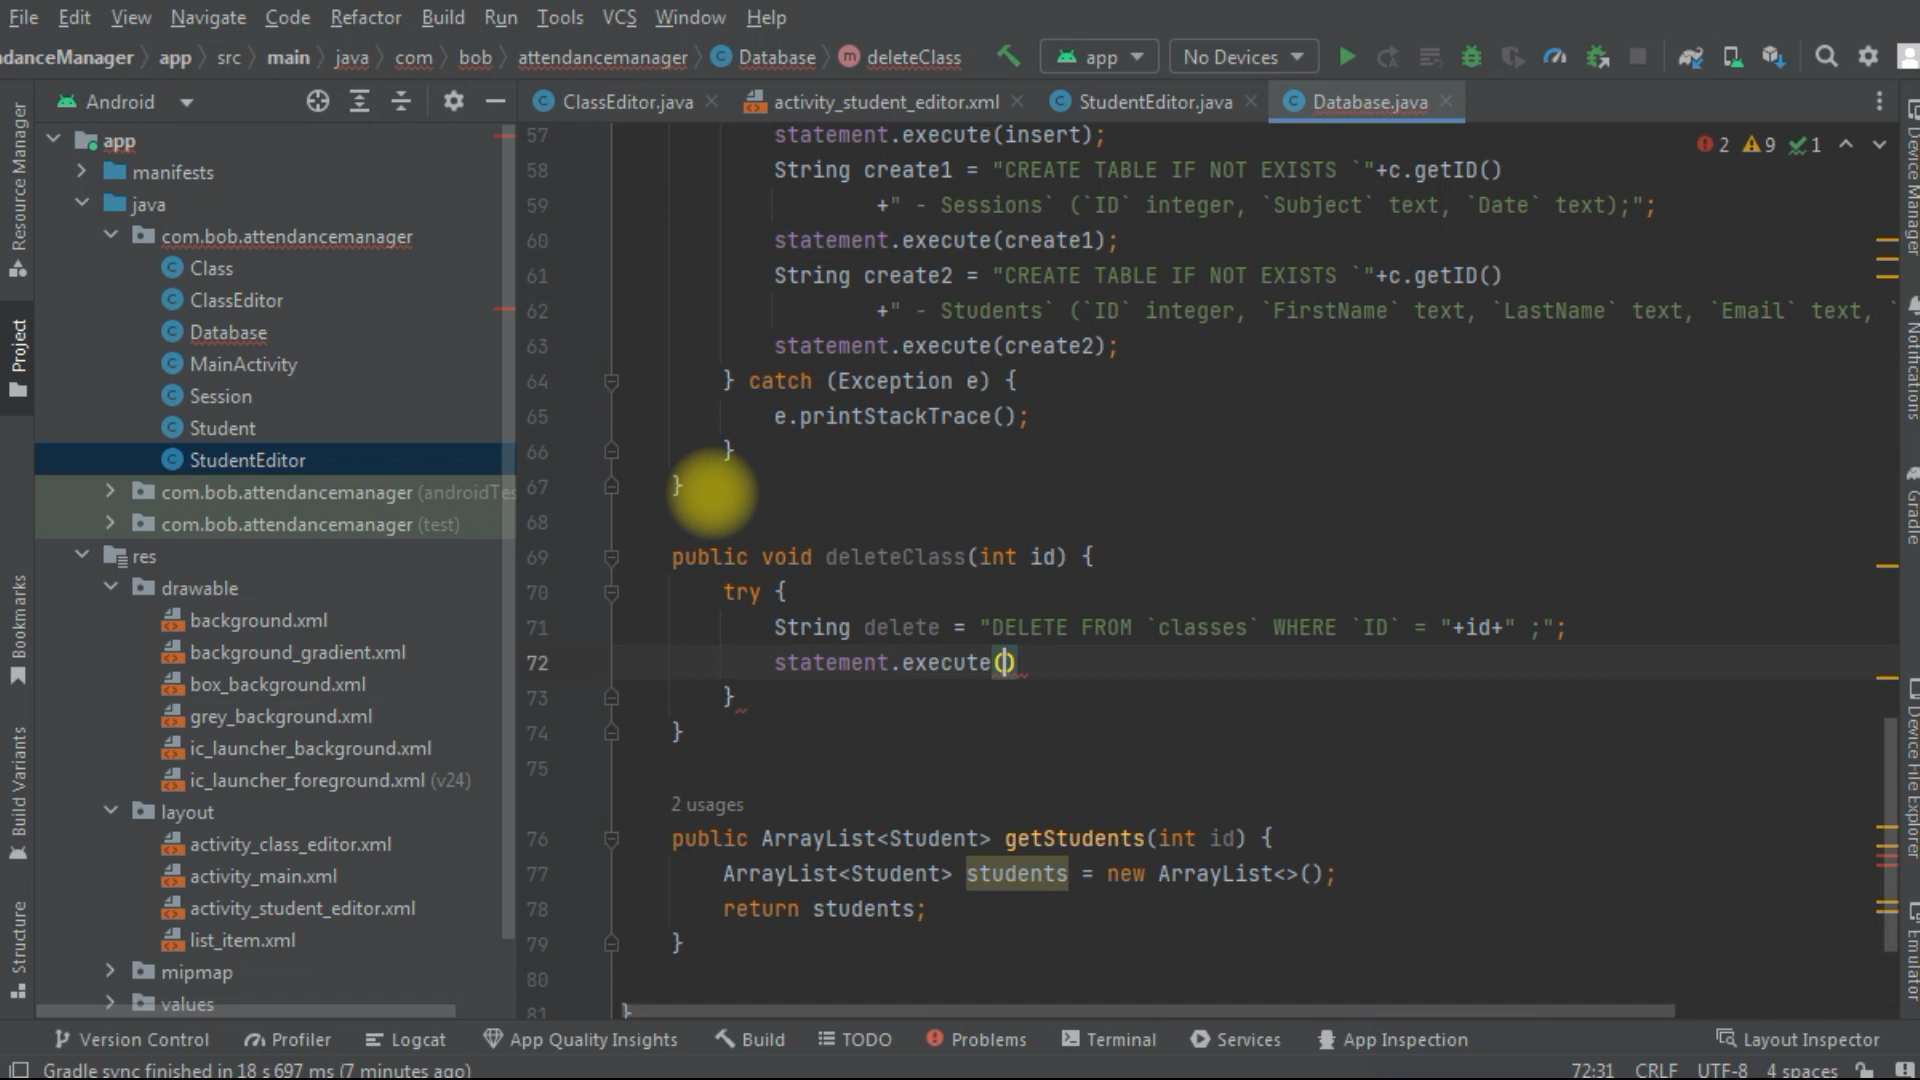 File Edit View Navigate Code Refactor Build Run Tools VCS Window Help
danceManager app src main java com bob attendancemanager Database m deleteClass app No Devices
Android
ClassEditor.java activity_student_editor.xml StudentEditor.java Database.java
Resource Manager
Project
Bookmarks
Build Variants
Structure
app
manifests
java
com.bob.attendancemanager
Class
ClassEditor
Database
MainActivity
Session
Student
StudentEditor
com.bob.attendancemanager (androidTes
com.bob.attendancemanager (test)
res
drawable
background.xml
background_gradient.xml
box_background.xml
grey_background.xml
ic_launcher_background.xml
ic_launcher_foreground.xml (v24)
layout
activity_class_editor.xml
activity_main.xml
activity_student_editor.xml
list_item.xml
mipmap
values
2 9 1
57 statement.execute(insert);
58 String create1 = "CREATE TABLE IF NOT EXISTS `"+c.getID()
59 +" - Sessions` (`ID` integer, `Subject` text, `Date` text);";
60 statement.execute(create1);
61 String create2 = "CREATE TABLE IF NOT EXISTS `"+c.getID()
62 +" - Students` (`ID` integer, `FirstName` text, `LastName` text, `Email` text, `
63 statement.execute(create2);
64 } catch (Exception e) {
65 e.printStackTrace();
66 }
67 }
68
69 public void deleteClass(int id) {
70 try {
71 String delete = "DELETE FROM `classes` WHERE `ID` = "+id+" ;";
72 statement.execute()
73 }
74 }
75
2 usages
76 public ArrayList<Student> getStudents(int id) {
77 ArrayList<Student> students = new ArrayList<>();
78 return students;
79 }
80
81 }
Device Manager
Notifications
Gradle
Device File Explorer
Emulator
Version Control Profiler Logcat App Quality Insights Build TODO Problems Terminal Services App Inspection Layout Inspector
Gradle sync finished in 18 s 697 ms (7 minutes ago) 72:31 CRLF UTF-8 4 spaces